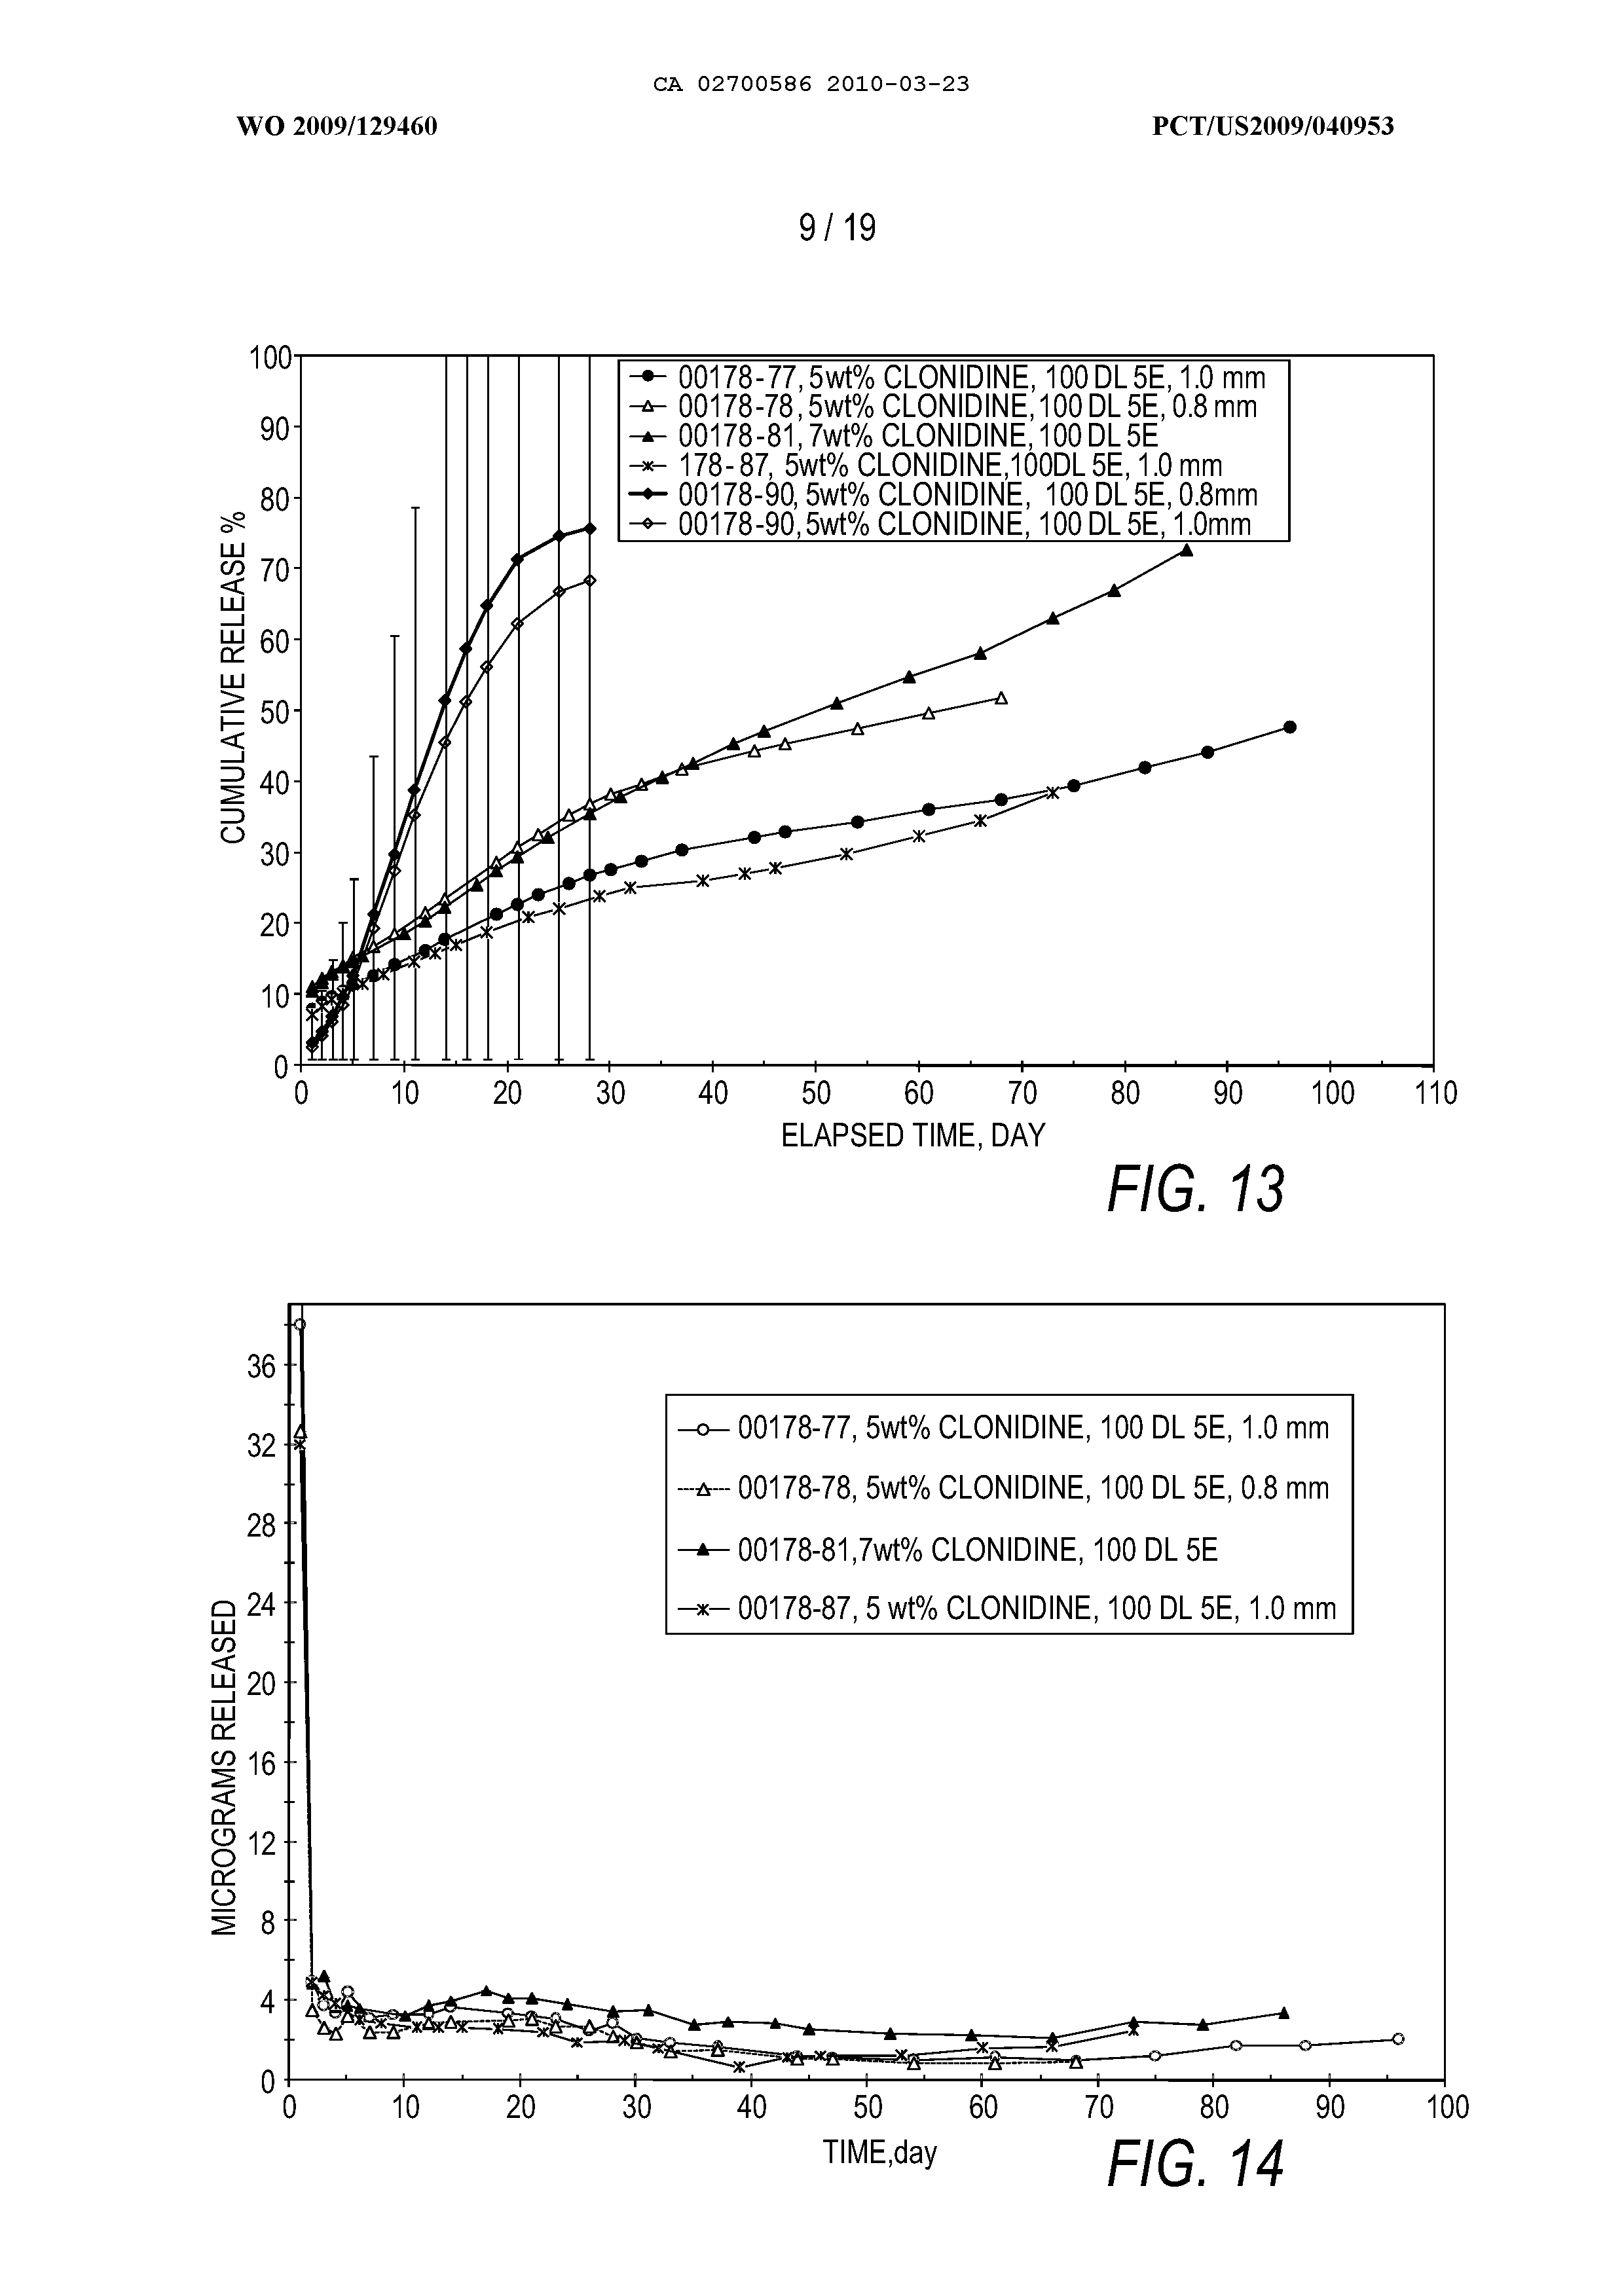 CA 02700586 2010-03-23
WO 2009/129460 PCT/US2009/040953
9 / 19
100
90
80
70
60
50
40
30
20
10
0
CUMULATIVE RELEASE %
00178-77, 5wt% CLONIDINE, 100 DL 5E, 1.0 mm
00178-78, 5wt% CLONIDINE, 100 DL 5E, 0.8 mm
00178-81, 7wt% CLONIDINE, 100 DL 5E
178-87, 5wt% CLONIDINE,100DL 5E, 1.0 mm
00178-90, 5wt% CLONIDINE, 100 DL 5E, 0.8mm
00178-90, 5wt% CLONIDINE, 100 DL 5E, 1.0mm
0 10 20 30 40 50 60 70 80 90 100 110
ELAPSED TIME, DAY
FIG. 13
36
32
28
24
20
16
12
8
4
0
MICROGRAMS RELEASED
00178-77, 5wt% CLONIDINE, 100 DL 5E, 1.0 mm
00178-78, 5wt% CLONIDINE, 100 DL 5E, 0.8 mm
00178-81,7wt% CLONIDINE, 100 DL 5E
00178-87, 5 wt% CLONIDINE, 100 DL 5E, 1.0 mm
0 10 20 30 40 50 60 70 80 90 100
TIME,day
FIG. 14